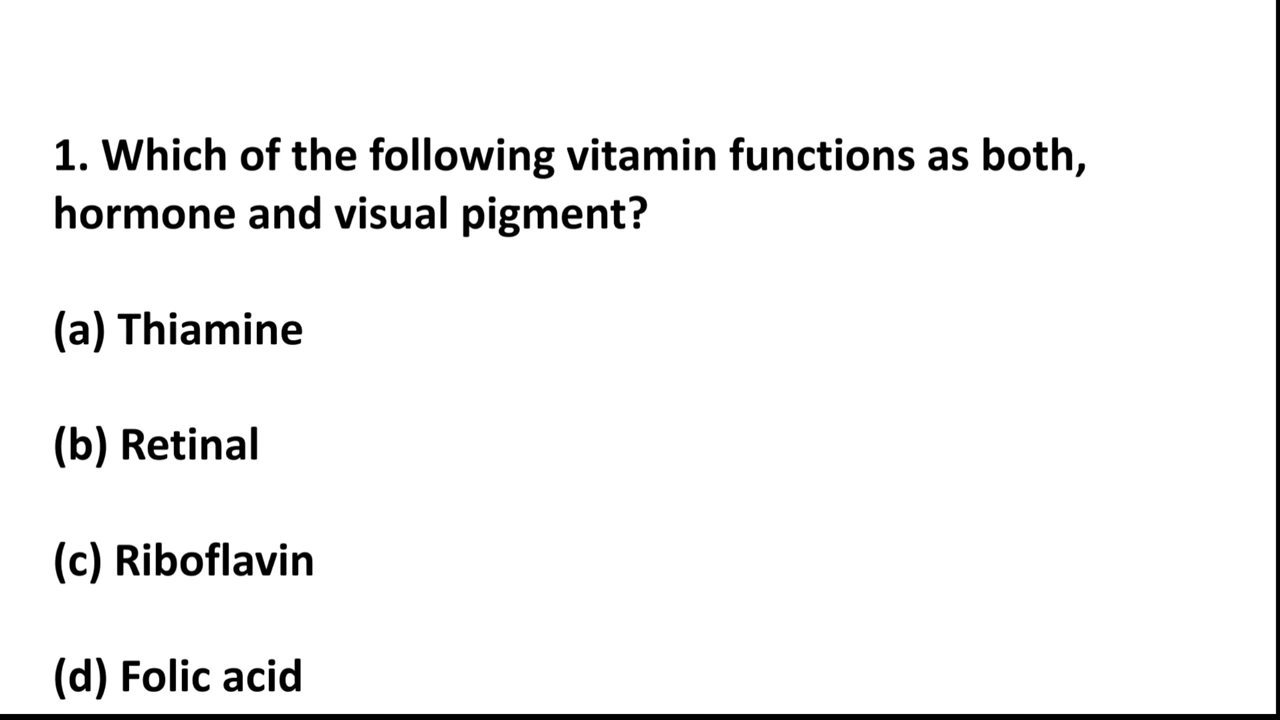 1. Which of the following vitamin functions as both,
hormone and visual pigment?
(a) Thiamine
(b) Retinal
(c) Riboflavin
(d) Folic acid